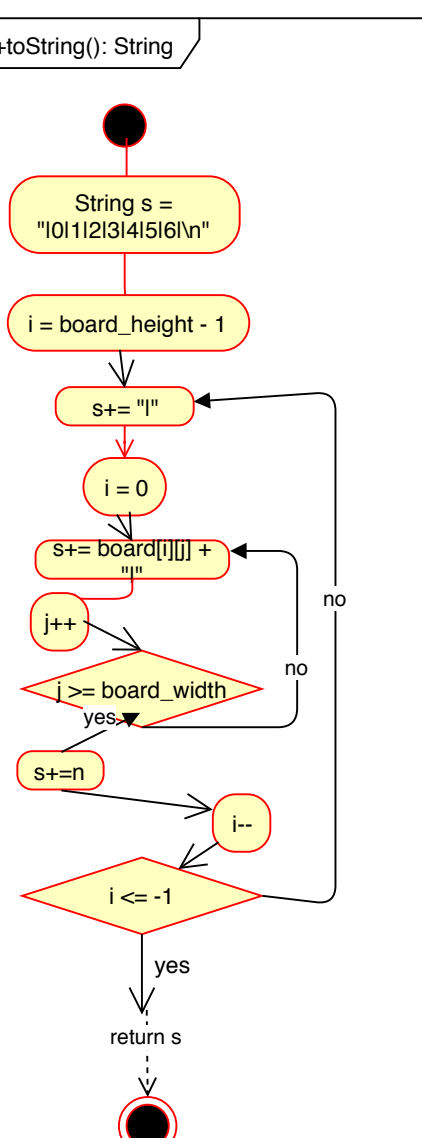 +toString(): String
String s =
"|0|1|2|3|4|5|6|\n"
i = board_height - 1
s+= "|"
i = 0
s+= board[i][j] +
"|"
j++
j >= board_width
yes
no
no
s+=n
i--
i <= -1
yes
return s